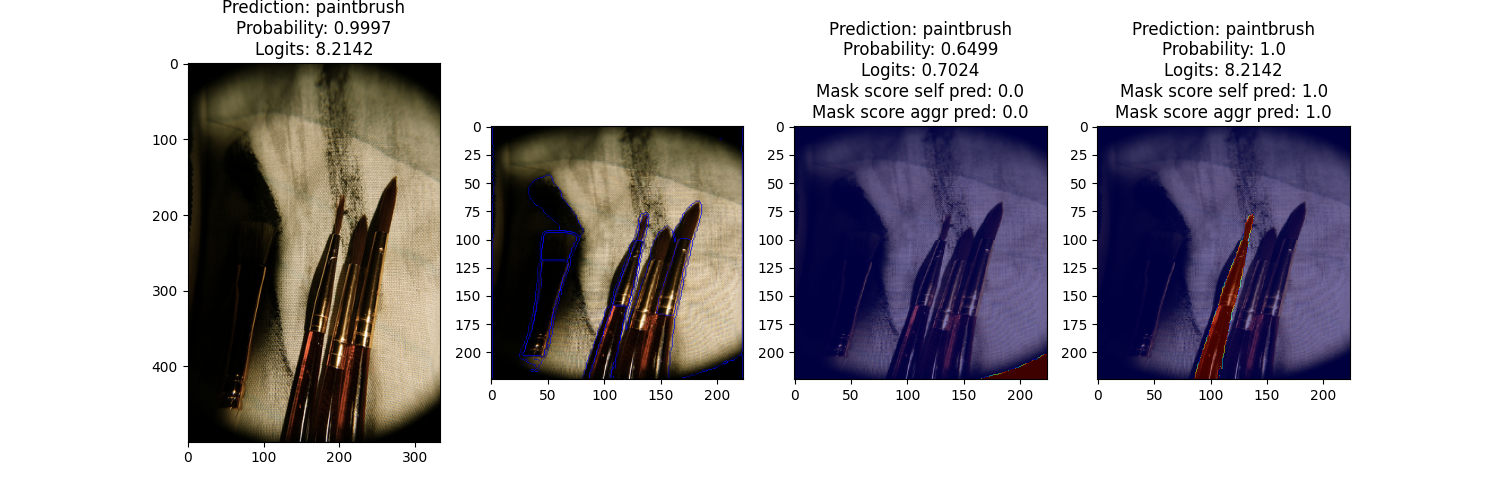 Prediction: paintbrush
Probability: 0.9997
Logits: 8.2142
0
100
200
300
400
0 100 200 300
0
25
50
75
100
125
150
175
200
0 50 100 150 200
Prediction: paintbrush
Probability: 0.6499
Logits: 0.7024
Mask score self pred: 0.0
Mask score aggr pred: 0.0
0
25
50
75
100
125
150
175
200
0 50 100 150 200
Prediction: paintbrush
Probability: 1.0
Logits: 8.2142
Mask score self pred: 1.0
Mask score aggr pred: 1.0
0
25
50
75
100
125
150
175
200
0 50 100 150 200